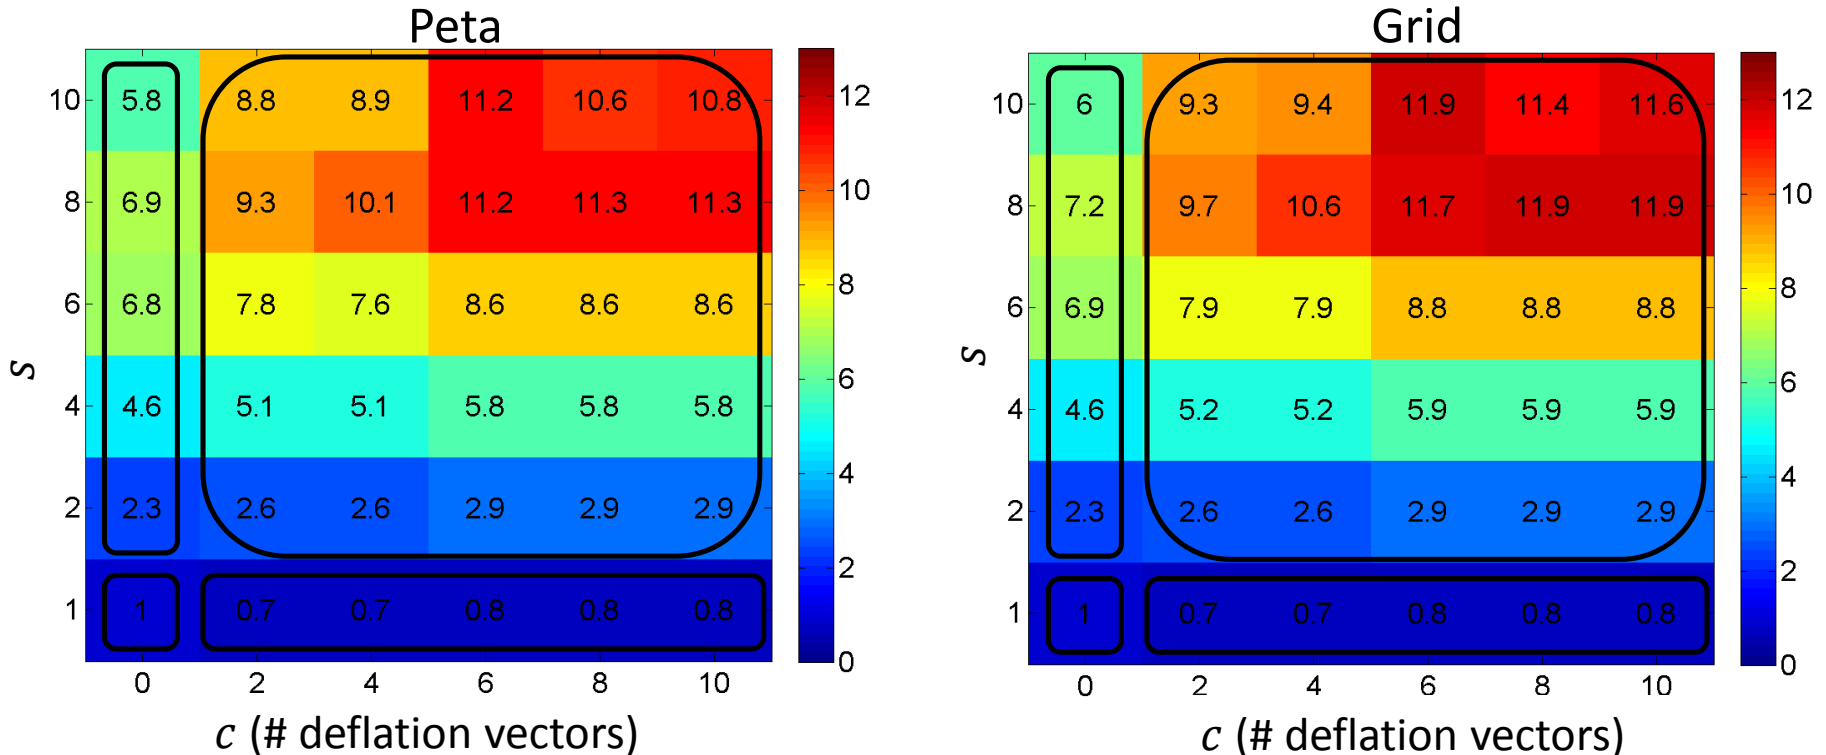 Peta
10 5.8 8.8 8.9 11.2 10.6 10.8 12
8 6.9 9.3 10.1 11.2 11.3 11.3 10
6 6.8 7.8 7.6 8.6 8.6 8.6 8
s
4 4.6 5.1 5.1 5.8 5.8 5.8 6
2 2.3 2.6 2.6 2.9 2.9 2.9 4
1 1 0.7 0.7 0.8 0.8 0.8 2
0
0 2 4 6 8 10
c (# deflation vectors)
Grid
10 6 9.3 9.4 11.9 11.4 11.6 12
8 7.2 9.7 10.6 11.7 11.9 11.9 10
6 6.9 7.9 7.9 8.8 8.8 8.8 8
s
4 4.6 5.2 5.2 5.9 5.9 5.9 6
2 2.3 2.6 2.6 2.9 2.9 2.9 4
1 1 0.7 0.7 0.8 0.8 0.8 2
0
0 2 4 6 8 10
c (# deflation vectors)